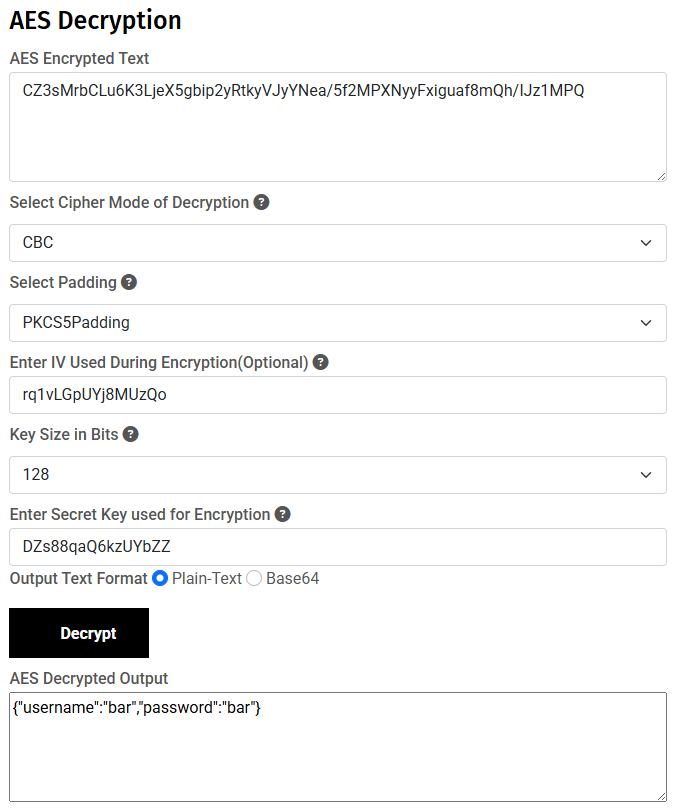 AES Decryption
AES Encrypted Text
CZ3sMrbCLu6K3LjeX5gbip2yRtkyVJyYNea/5f2MPXNyyFxiguaf8mQh/IJz1MPQ
Select Cipher Mode of Decryption ?
CBC
Select Padding ?
PKCS5Padding
Enter IV Used During Encryption(Optional) ?
rq1vLGpUYj8MUzQo
Key Size in Bits ?
128
Enter Secret Key used for Encryption ?
DZs88qaQ6kzUYbZZ
Output Text Format Plain-Text Base64
Decrypt
AES Decrypted Output
{"username":"bar","password":"bar"}